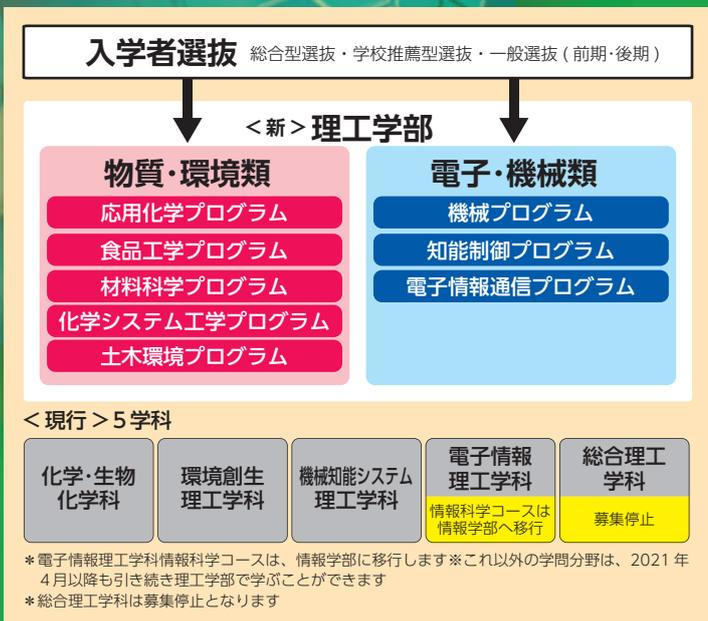 入学者選抜 総合型選抜・学校推薦型選抜・一般選抜(前期・後期)
＜新＞理工学部
物質・環境類
応用化学プログラム
食品工学プログラム
材料科学プログラム
化学システム工学プログラム
土木環境プログラム
電子・機械類
機械プログラム
知能制御プログラム
電子情報通信プログラム
＜現行＞5学科
化学・生物
化学科
環境創生
理工学科
機械知能システム
理工学科
電子情報
理工学科
情報科学コースは
情報学部へ移行
総合理工
学科
募集停止
＊電子情報理工学科情報科学コースは、情報学部に移行します※これ以外の学問分野は、2021年
4月以降も引き続き理工学部で学ぶことができます
＊総合理工学科は募集停止となります